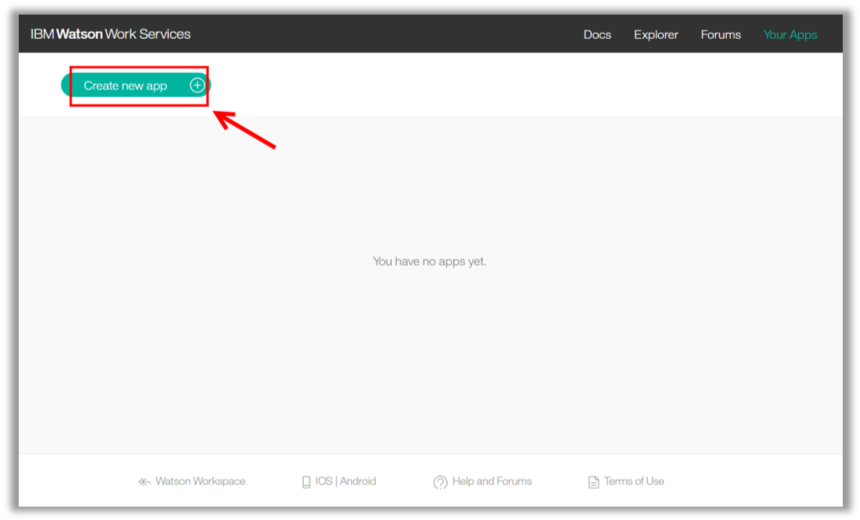 IBM Watson Work Services
Docs Explorer Forums Your Apps
Create new app
You have no apps yet.
Watson Workspace IOS | Android Help and Forums Terms of Use